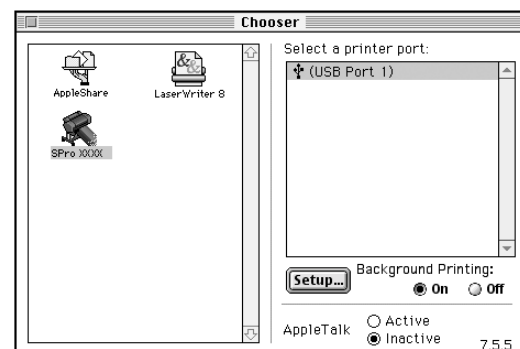 Chooser
AppleShare
LaserWriter 8
SPro XXXX
Select a printer port:
(USB Port 1)
Setup...
Background Printing:
On Off
AppleTalk
Active
Inactive
7.5.5